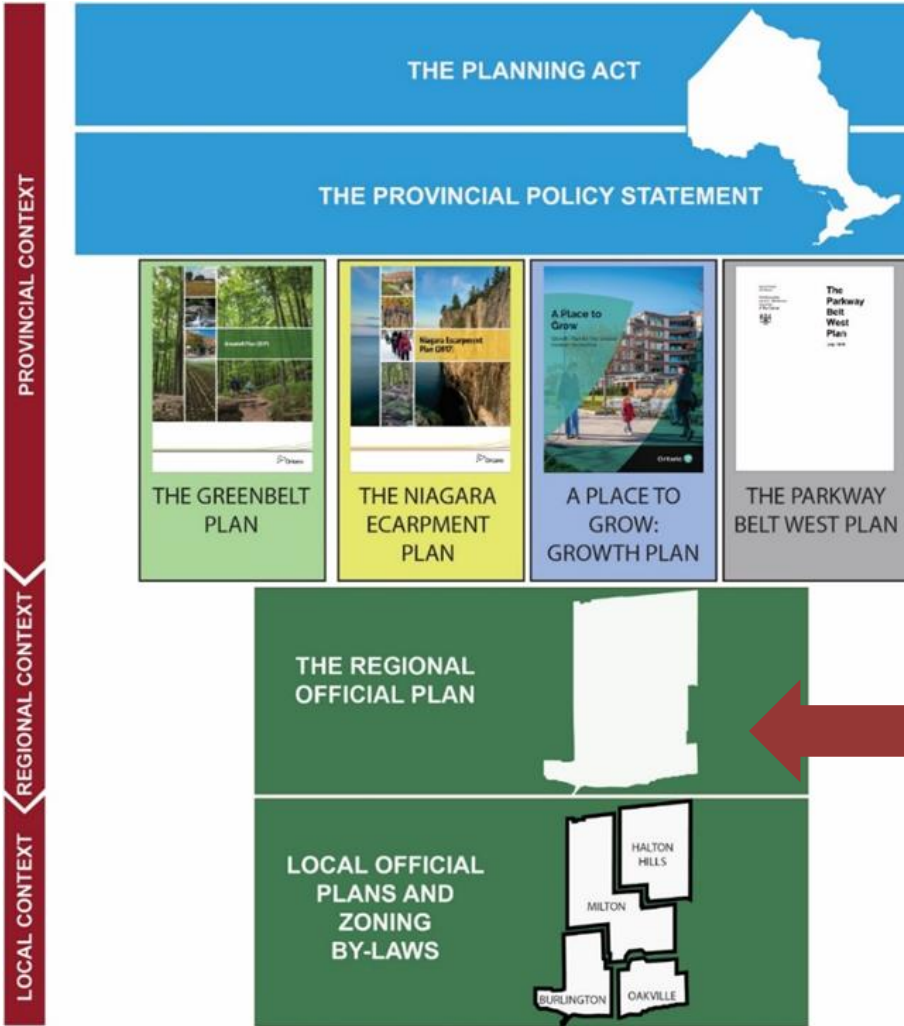 THE PLANNING ACT
THE PROVINCIAL POLICY STATEMENT
PROVINCIAL CONTEXT
Greenbelt Plan (2017)
Ontario
THE GREENBELT
PLAN
Niagara Escarpment
Plan (2017)
Ontario
THE NIAGARA
ECARPMENT
PLAN
A Place to
Grow
Ontario
A PLACE TO
GROW:
GROWTH PLAN
The
Parkway
Belt
West
Plan
THE PARKWAY
BELT WEST PLAN
REGIONAL CONTEXT
THE REGIONAL
OFFICIAL PLAN
LOCAL CONTEXT
LOCAL OFFICIAL
PLANS AND
ZONING
BY-LAWS
HALTON
HILLS
MILTON
BURLINGTON
OAKVILLE